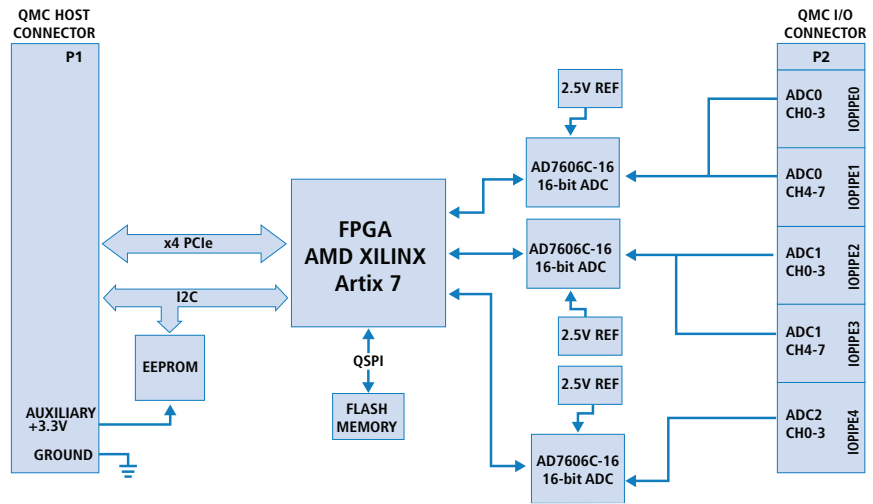 QMC HOST
CONNECTOR
P1
x4 PCIe
I2C
EEPROM
AUXILIARY
+3.3V
GROUND
FPGA
AMD XILINX
Artix 7
QSPI
FLASH
MEMORY
2.5V REF
AD7606C-16
16-bit ADC
AD7606C-16
16-bit ADC
2.5V REF
2.5V REF
AD7606C-16
16-bit ADC
QMC I/O
CONNECTOR
P2
ADC0
CH0-3
IOPIPE0
ADC0
CH4-7
IOPIPE1
ADC1
CH0-3
IOPIPE2
ADC1
CH4-7
IOPIPE3
ADC2
CH0-3
IOPIPE4